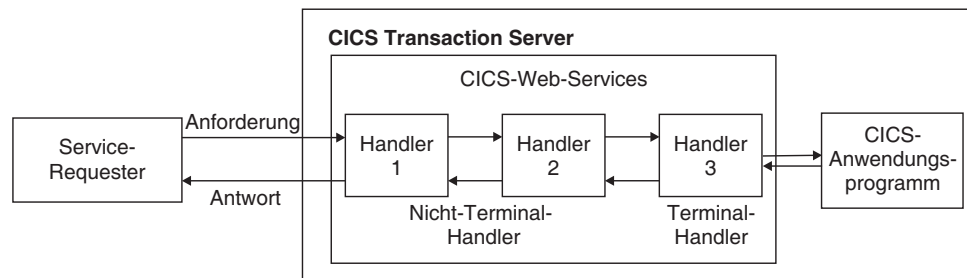 CICS Transaction Server
CICS-Web-Services
Anforderung
Service-
Requester
Antwort
Handler
1
Handler
2
Handler
3
CICS-
Anwendungs-
programm
Nicht-Terminal-
Handler
Terminal-
Handler